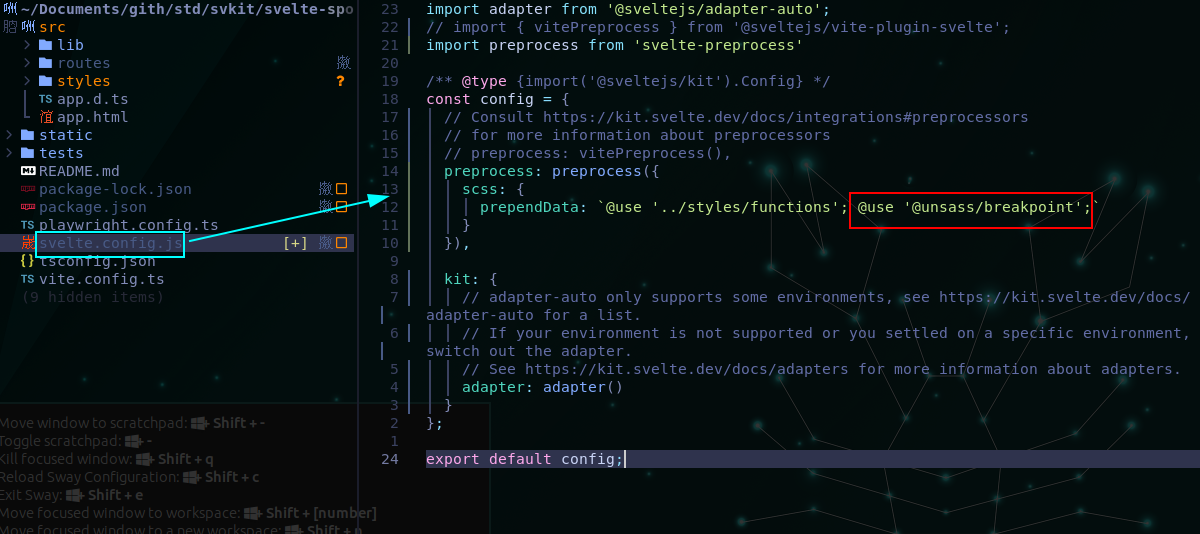 ~/Documents/gith/std/svkit/svelte-spo
src
lib
routes
styles ?
TS app.d.ts
app.html
static
tests
README.md
package-lock.json
package.json
TS playwright.config.ts
svelte.config.js [+]
{} tsconfig.json
TS vite.config.ts
(9 hidden items)
23 import adapter from '@sveltejs/adapter-auto';
22 // import { vitePreprocess } from '@sveltejs/vite-plugin-svelte';
21 import preprocess from 'svelte-preprocess'
20
19 /** @type {import('@sveltejs/kit').Config} */
18 const config = {
17 // Consult https://kit.svelte.dev/docs/integrations#preprocessors
16 // for more information about preprocessors
15 // preprocess: vitePreprocess(),
14 preprocess: preprocess({
13 scss: {
12 prependData: `@use '../styles/functions'; @use '@unsass/breakpoint';`
11 }
10 }),
9
8 kit: {
7 // adapter-auto only supports some environments, see https://kit.svelte.dev/docs/
adapter-auto for a list.
6 // If your environment is not supported or you settled on a specific environment,
switch out the adapter.
5 // See https://kit.svelte.dev/docs/adapters for more information about adapters.
4 adapter: adapter()
3 }
2 };
1
24 export default config;
Move window to scratchpad: + Shift + -
Toggle scratchpad: + -
Kill focused window: + Shift + q
Reload Sway Configuration: + Shift + c
Exit Sway: + Shift + e
Move focused window to workspace: + Shift + [number]
Move focused window to a new workspace: + Shift + n